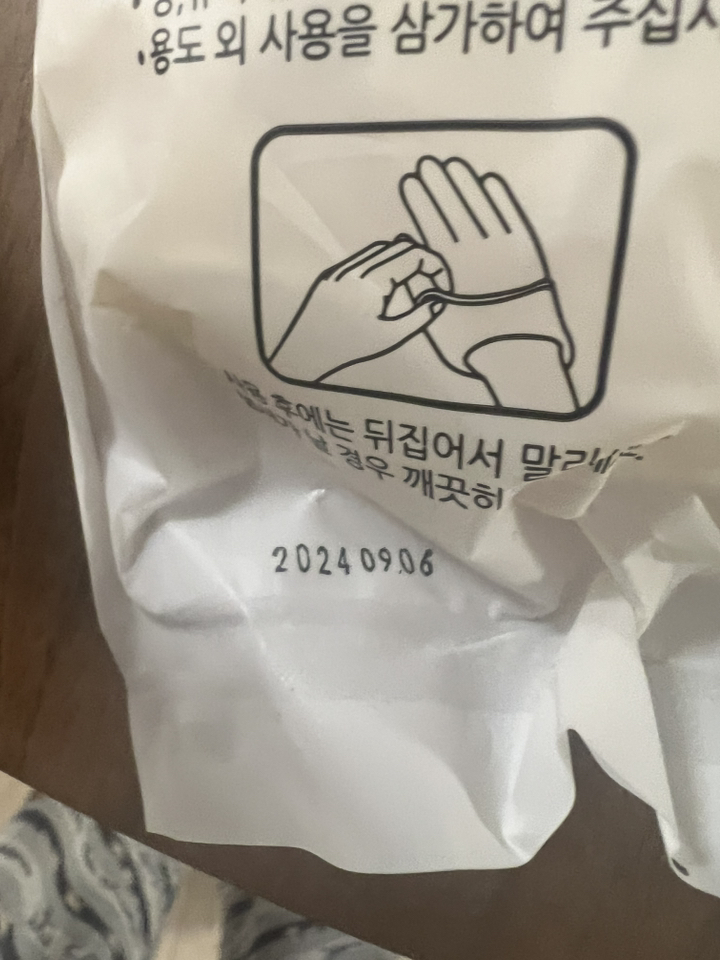 ·용도 외 사용을 삼가하여 주십시
사용 후에는 뒤집어서 말리
날 경우 깨끗히
2024 09.06